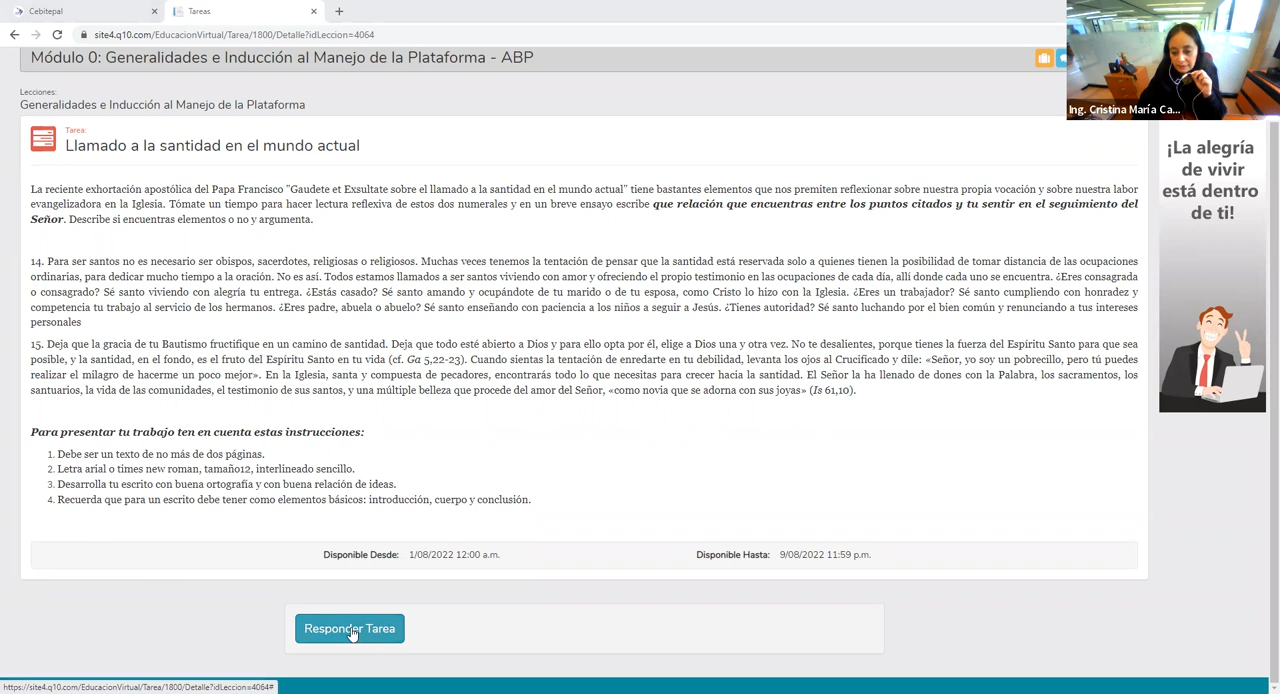 Cebitepal
Tareas
site4.q10.com/EducacionVirtual/Tarea/1800/Detalle?idLeccion=4064
Módulo 0: Generalidades e Inducción al Manejo de la Plataforma - ABP
Ing. Cristina María Ca...
Lecciones:
Generalidades e Inducción al Manejo de la Plataforma
Tarea:
Llamado a la santidad en el mundo actual
La reciente exhortación apostólica del Papa Francisco "Gaudete et Exsultate sobre el llamado a la santidad en el mundo actual" tiene bastantes elementos que nos premiten reflexionar sobre nuestra propia vocación y sobre nuestra labor
evangelizadora en la Iglesia. Tómate un tiempo para hacer lectura reflexiva de estos dos numerales y en un breve ensayo escribe que relación que encuentras entre los puntos citados y tu sentir en el seguimiento del
Señor. Describe si encuentras elementos o no y argumenta.
14. Para ser santos no es necesario ser obispos, sacerdotes, religiosas o religiosos. Muchas veces tenemos la tentación de pensar que la santidad está reservada solo a quienes tienen la posibilidad de tomar distancia de las ocupaciones
ordinarias, para dedicar mucho tiempo a la oración. No es así. Todos estamos llamados a ser santos viviendo con amor y ofreciendo el propio testimonio en las ocupaciones de cada día, allí donde cada uno se encuentra. ¿Eres consagrada
o consagrado? Sé santo viviendo con alegría tu entrega. ¿Estás casado? Sé santo amando y ocupándote de tu marido o de tu esposa, como Cristo lo hizo con la Iglesia. ¿Eres un trabajador? Sé santo cumpliendo con honradez y
competencia tu trabajo al servicio de los hermanos. ¿Eres padre, abuela o abuelo? Sé santo enseñando con paciencia a los niños a seguir a Jesús. ¿Tienes autoridad? Sé santo luchando por el bien común y renunciando a tus intereses
personales
15. Deja que la gracia de tu Bautismo fructifique en un camino de santidad. Deja que todo esté abierto a Dios y para ello opta por él, elige a Dios una y otra vez. No te desalientes, porque tienes la fuerza del Espíritu Santo para que sea
posible, y la santidad, en el fondo, es el fruto del Espíritu Santo en tu vida (cf. Ga 5,22-23). Cuando sientas la tentación de enredarte en tu debilidad, levanta los ojos al Crucificado y dile: «Señor, yo soy un pobrecillo, pero tú puedes
realizar el milagro de hacerme un poco mejor». En la Iglesia, santa y compuesta de pecadores, encontrarás todo lo que necesitas para crecer hacia la santidad. El Señor la ha llenado de dones con la Palabra, los sacramentos, los
santuarios, la vida de las comunidades, el testimonio de sus santos, y una múltiple belleza que procede del amor del Señor, «como novia que se adorna con sus joyas» (Is 61,10).
Para presentar tu trabajo ten en cuenta estas instrucciones:
1. Debe ser un texto de no más de dos páginas.
2. Letra arial o times new roman, tamaño12, interlineado sencillo.
3. Desarrolla tu escrito con buena ortografía y con buena relación de ideas.
4. Recuerda que para un escrito debe tener como elementos básicos: introducción, cuerpo y conclusión.
Disponible Desde: 1/08/2022 12:00 a.m. Disponible Hasta: 9/08/2022 11:59 p.m.
Responder Tarea
¡La alegría
de vivir
está dentro
de ti!
https://site4.q10.com/EducacionVirtual/Tarea/1800/Detalle?idLeccion=4064#